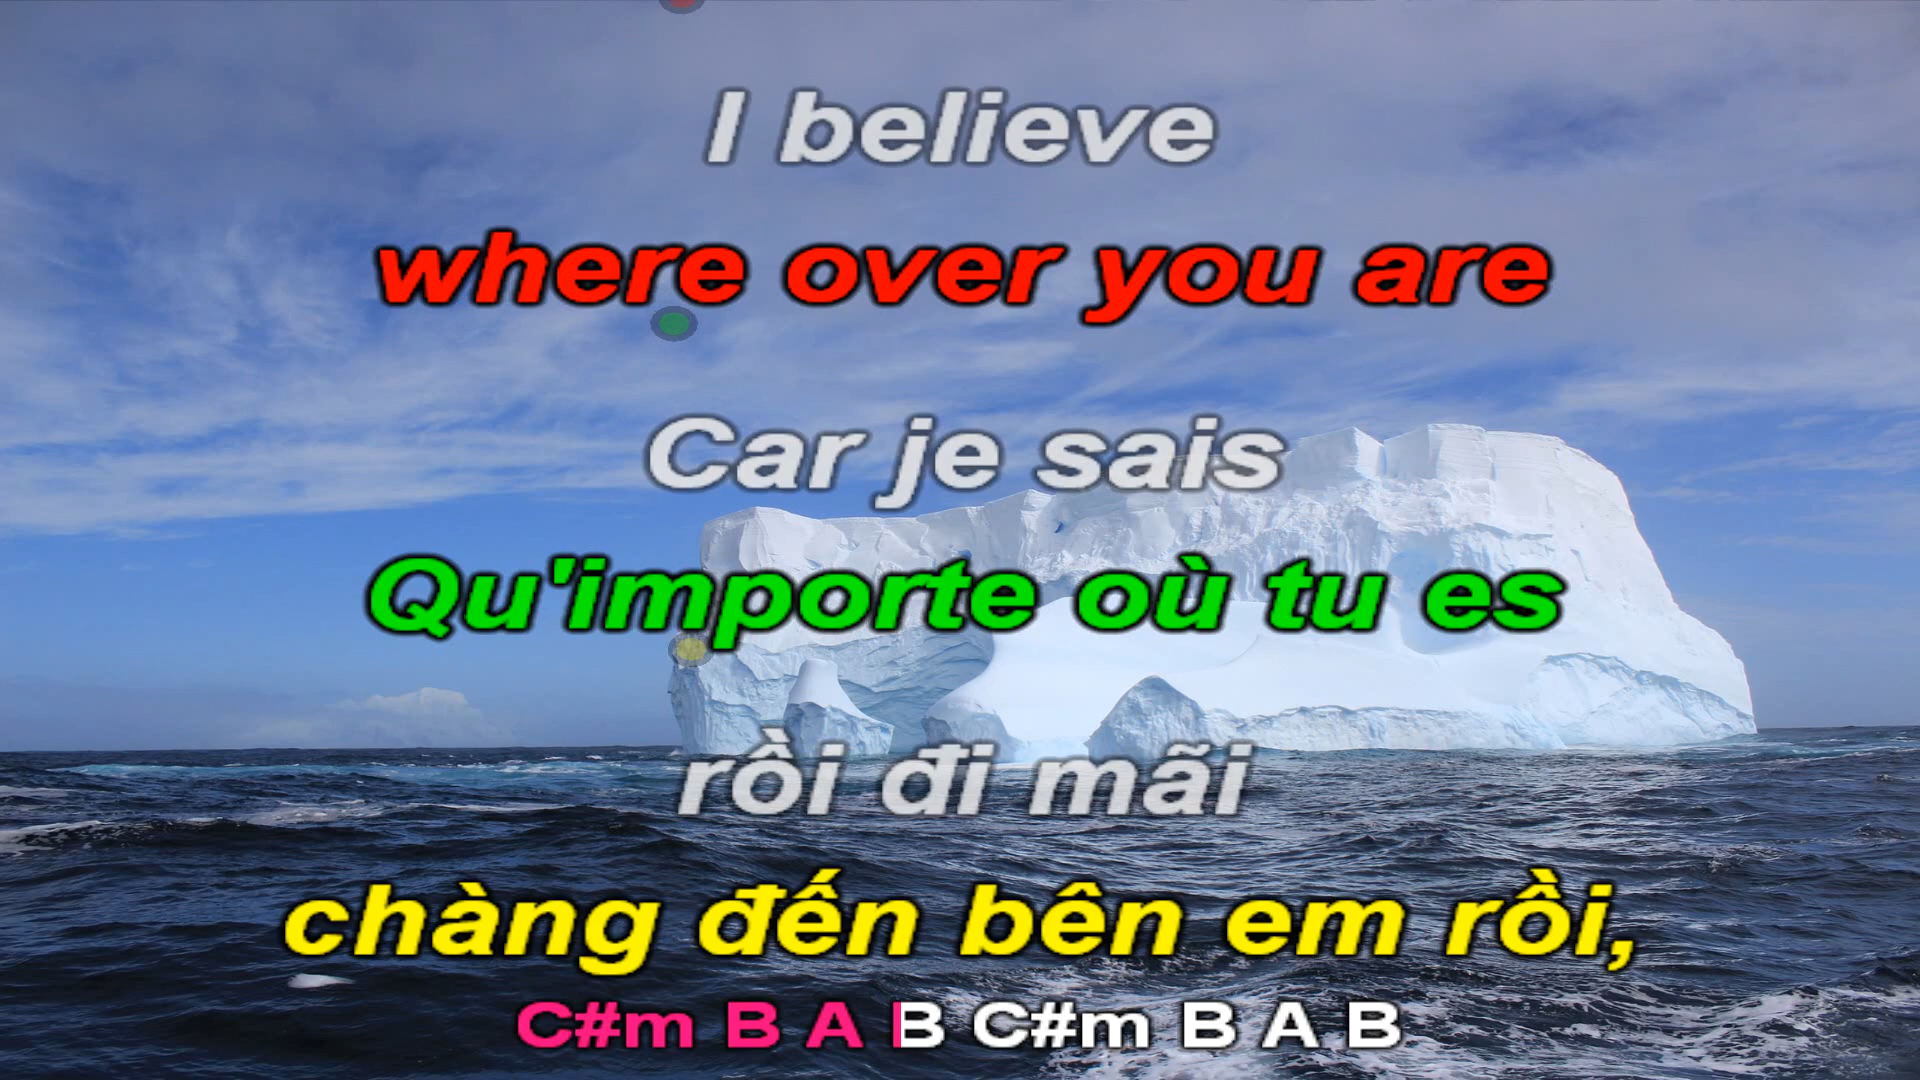 I believe
where over you are
Car je sais
Qu'importe où tu es
rồi đi mãi
chàng đến bên em rồi,
C#m B A B C#m B A B